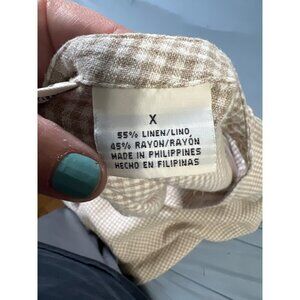 X
55% LINEN/LINO
45% RAYON/RAYÓN
MADE IN PHILIPPINES
HECHO EN FILIPINAS